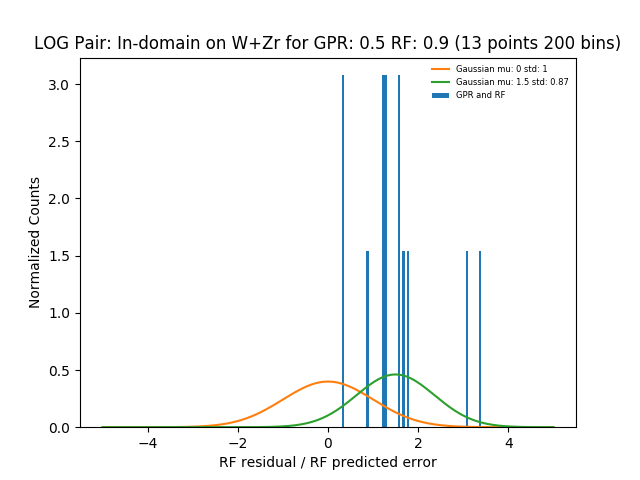 LOG Pair: In-domain on W+Zr for GPR: 0.5 RF: 0.9 (13 points 200 bins)
Gaussian mu: 0 std: 1
Gaussian mu: 1.5 std: 0.87
GPR and RF
Normalized Counts
3.0
2.5
2.0
1.5
1.0
0.5
0.0
−4 −2 0 2 4
RF residual / RF predicted error